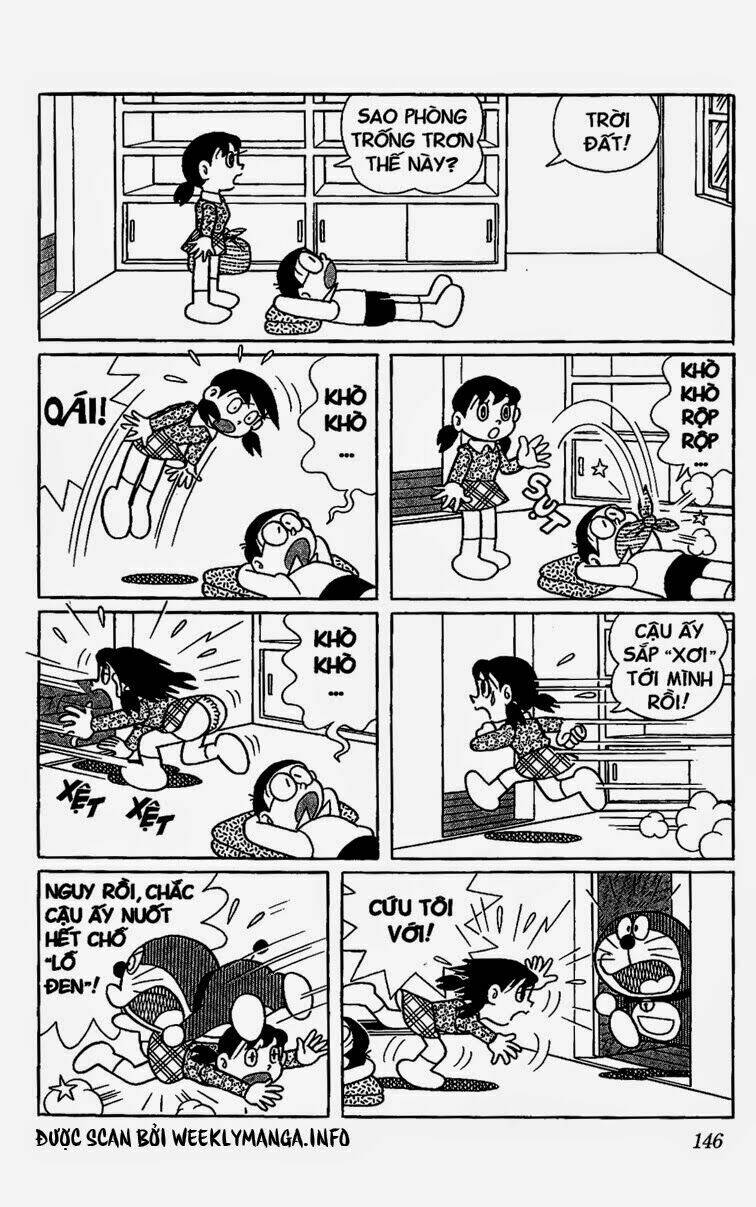 TRỜI
ĐẤT!
SAO PHÒNG
TRỐNG TRƠN
THẾ NÀY?
KHÒ
KHÒ
RỘP
RỘP
...
SỤT
KHÒ
KHÒ
...
OÁI!
CẬU ẤY
SẮP "XƠI"
TỚI MÌNH
RỒI!
KHÒ
KHÒ
...
XỆT
XỆT
CỨU TÔI
VỚI!
NGUY RỒI, CHẮC
CẬU ẤY NUỐT
HẾT CHỖ
"LỖ
ĐEN"!
ĐƯỢC SCAN BỞI WEEKLYMANGA.INFO
146